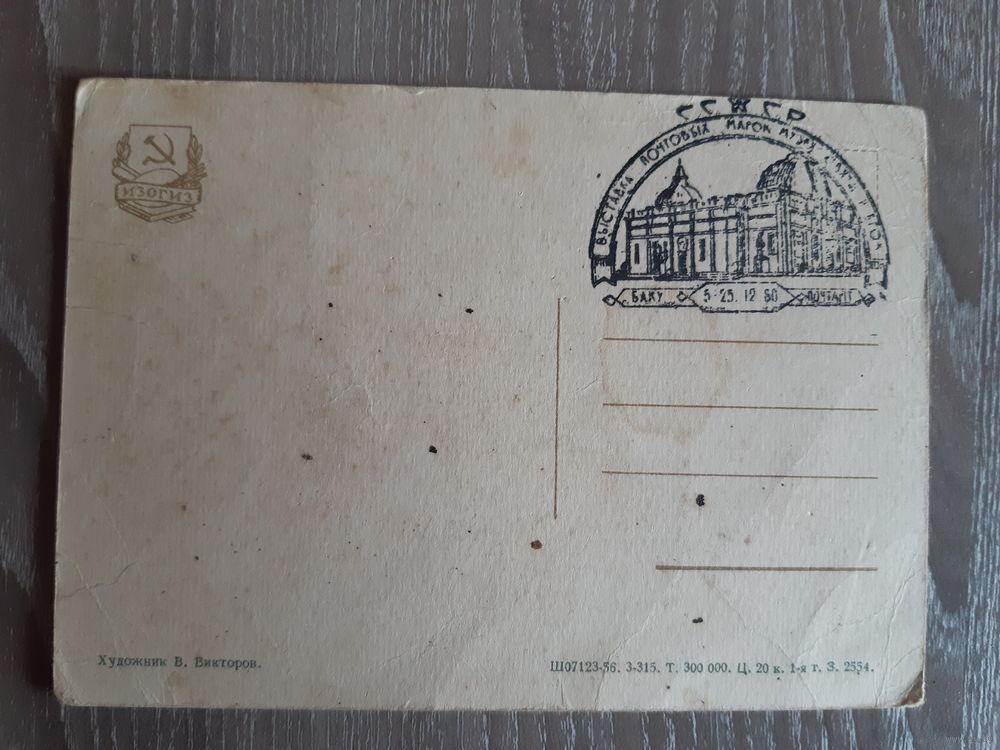 ИЗОГИЗ
СССР
ВЫСТАВКА ПОЧТОВЫХ МАРОК
БАКУ 5-25.12 60 ПОЧТАМТ
Художник В. Викторов.
Ш07123-56. З-315. Т. 300 000. Ц. 20 к. 1-я г. З. 2554.